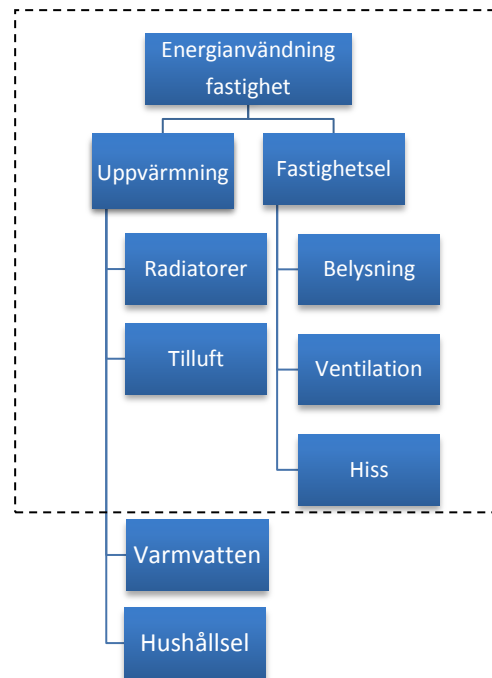 Energianvändning
fastighet
Uppvärmning
Fastighetsel
Radiatorer
Belysning
Tilluft
Ventilation
Hiss
Varmvatten
Hushållsel